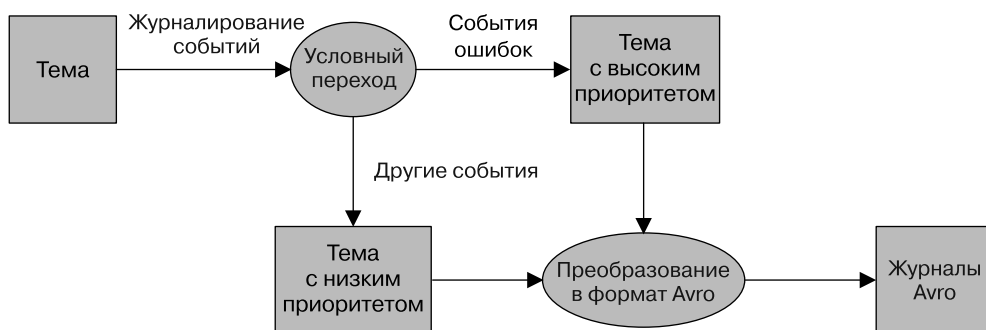 Тема
Журналирование
событий
Условный
переход
События
ошибок
Тема
с высоким
приоритетом
Другие события
Тема
с низким
приоритетом
Преобразование
в формат Avro
Журналы
Avro